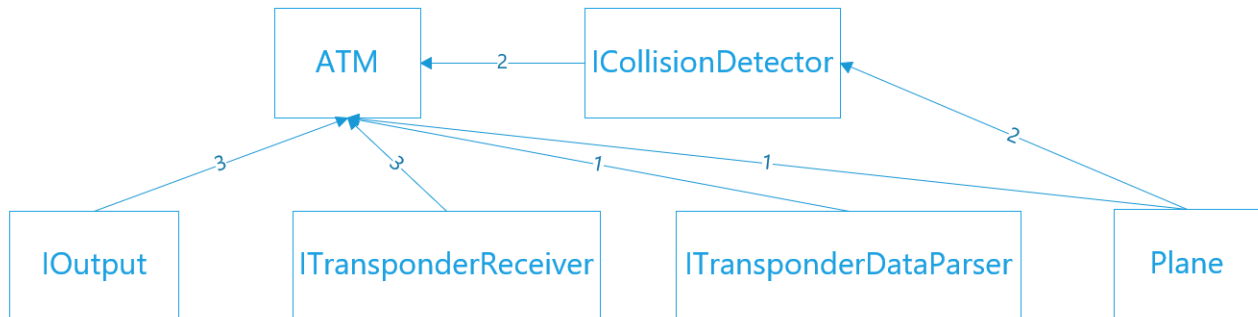 ATM
2
ICollisionDetector
3
3
1
1
2
IOutput
ITransponderReceiver
ITransponderDataParser
Plane